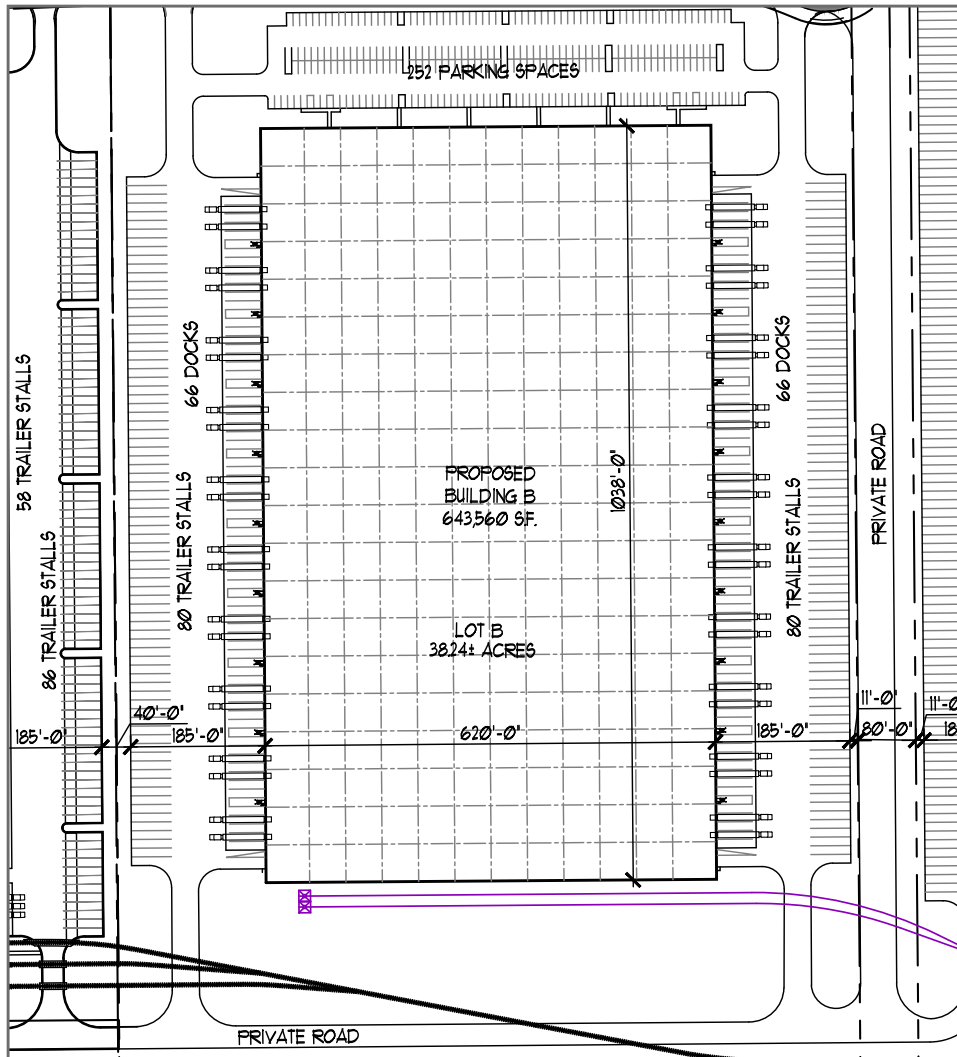 252 PARKING SPACES
58 TRAILER STALLS
86 TRAILER STALLS
66 DOCKS
80 TRAILER STALLS
PROPOSED
BUILDING B
643,560 S.F.
1038'-0"
LOT B
38.24± ACRES
66 DOCKS
80 TRAILER STALLS
PRIVATE ROAD
185'-0"
40'-0"
185'-0"
620'-0"
185'-0"
11'-0"
80'-0"
11'-0
18
PRIVATE ROAD